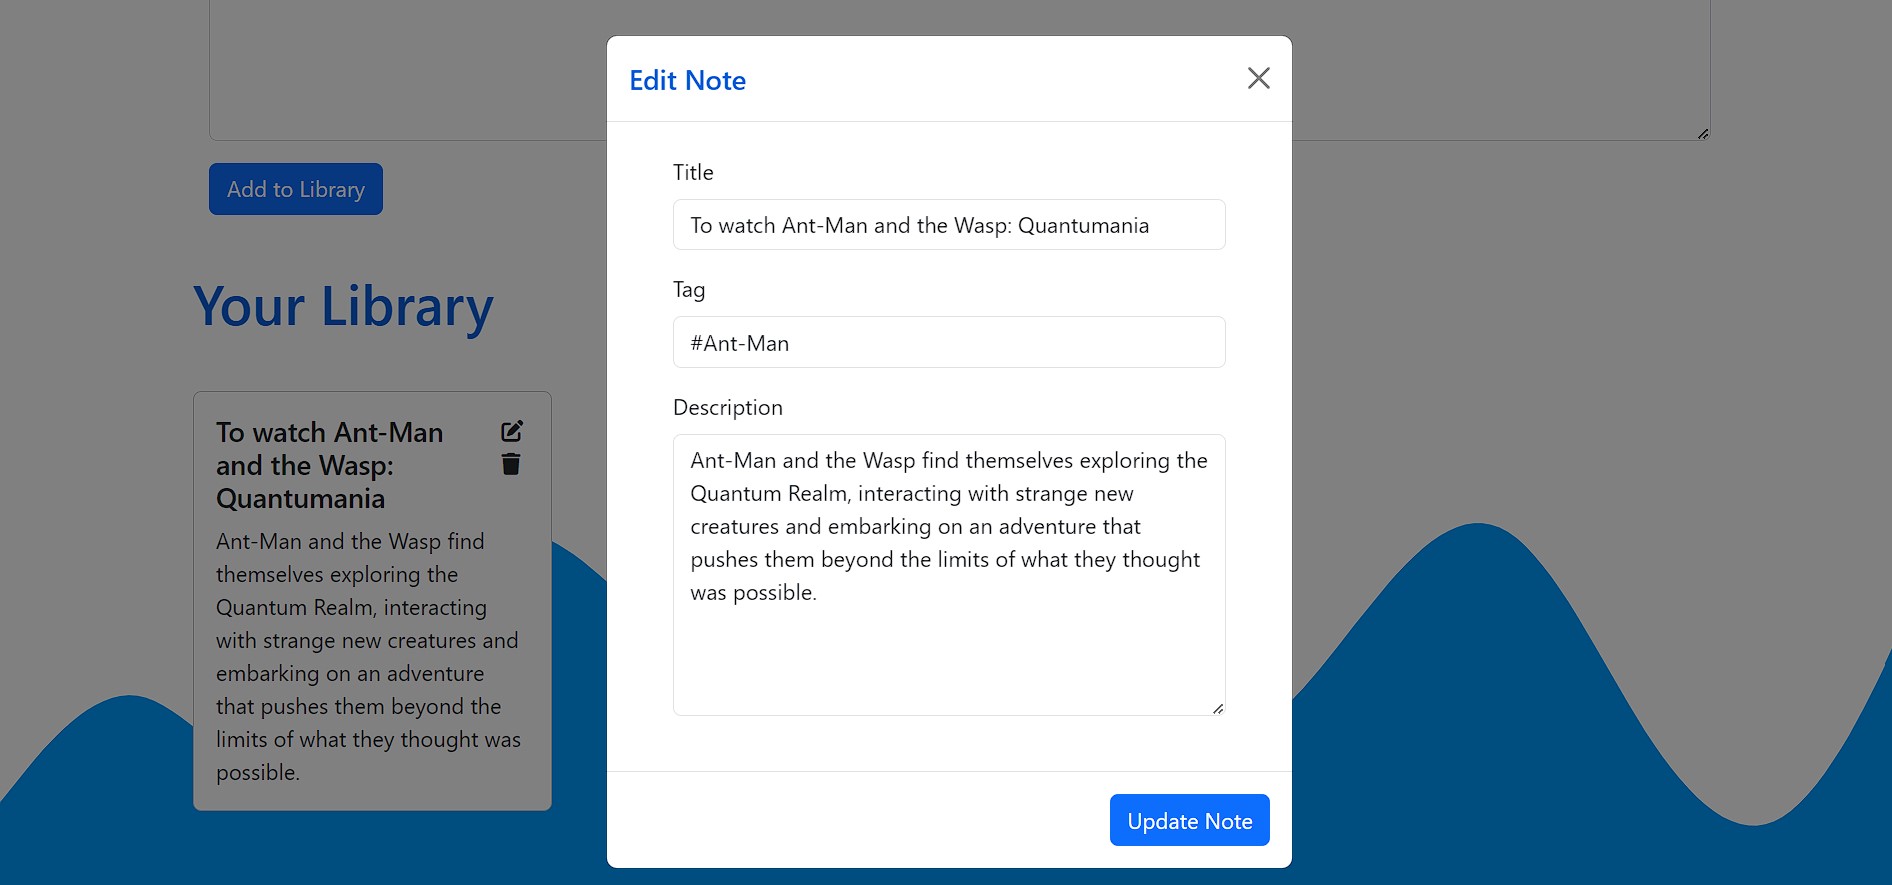 Add to Library
Your Library
To watch Ant-Man
and the Wasp:
Quantumania
Ant-Man and the Wasp find
themselves exploring the
Quantum Realm, interacting
with strange new creatures and
embarking on an adventure
that pushes them beyond the
limits of what they thought was
possible.
Edit Note
Title
To watch Ant-Man and the Wasp: Quantumania
Tag
#Ant-Man
Description
Ant-Man and the Wasp find themselves exploring the
Quantum Realm, interacting with strange new
creatures and embarking on an adventure that
pushes them beyond the limits of what they thought
was possible.
Update Note